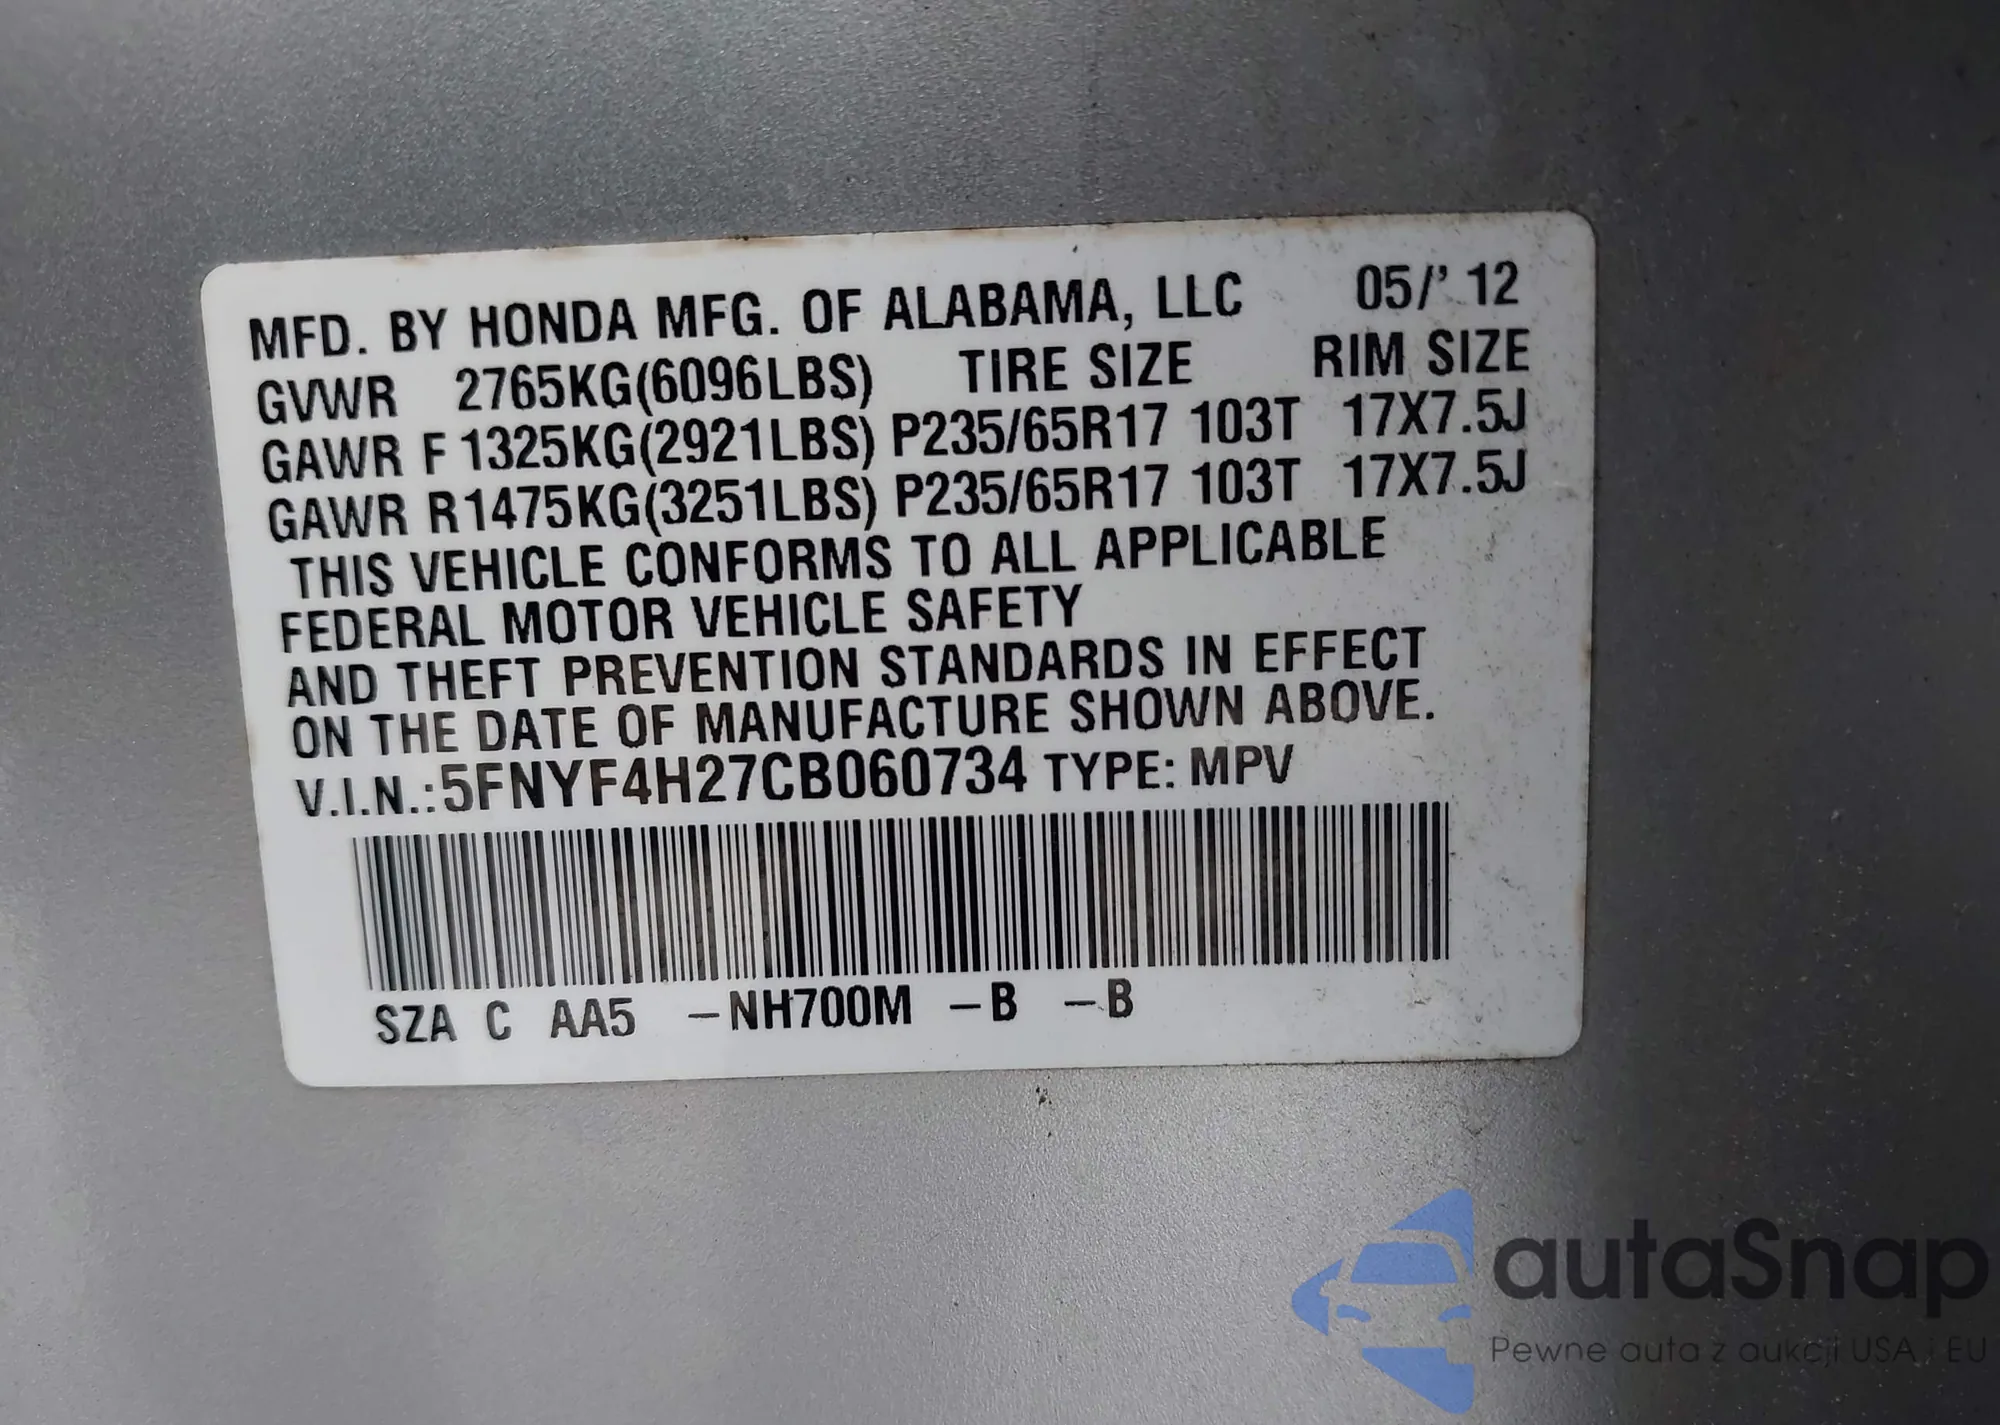 MFD. BY HONDA MFG. OF ALABAMA, LLC 05/' 12
GVWR 2765KG(6096LBS) TIRE SIZE RIM SIZE
GAWR F 1325KG(2921LBS) P235/65R17 103T 17X7.5J
GAWR R1475KG(3251LBS) P235/65R17 103T 17X7.5J
THIS VEHICLE CONFORMS TO ALL APPLICABLE
FEDERAL MOTOR VEHICLE SAFETY
AND THEFT PREVENTION STANDARDS IN EFFECT
ON THE DATE OF MANUFACTURE SHOWN ABOVE.
V.I.N.:5FNYF4H27CB060734 TYPE: MPV
SZA C AA5 –NH700M –B –B
autaSnap
Pewne auta z aukcji USA i EU